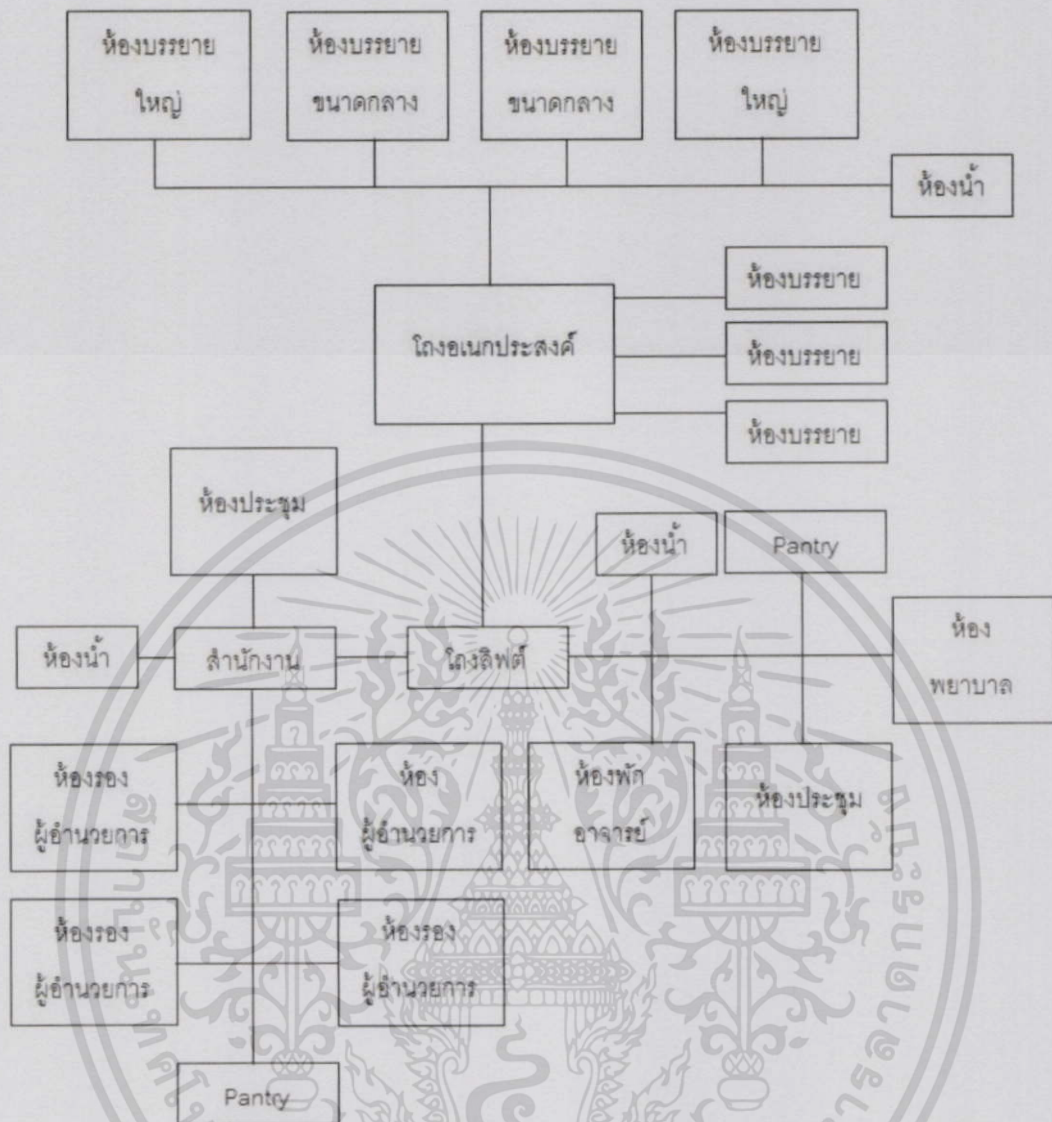 ห้องบรรยาย
ใหญ่
ห้องบรรยาย
ขนาดกลาง
ห้องบรรยาย
ขนาดกลาง
ห้องบรรยาย
ใหญ่
ห้องน้ำ
ห้องบรรยาย
โถงอเนกประสงค์
ห้องบรรยาย
ห้องบรรยาย
ห้องประชุม
ห้องน้ำ
Pantry
ห้องน้ำ
สำนักงาน
โถงลิฟต์
ห้อง
พยาบาล
ห้องรอง
ผู้อำนวยการ
ห้อง
ผู้อำนวยการ
ห้องพัก
อาจารย์
ห้องประชุม
ห้องรอง
ผู้อำนวยการ
ห้องรอง
ผู้อำนวยการ
Pantry